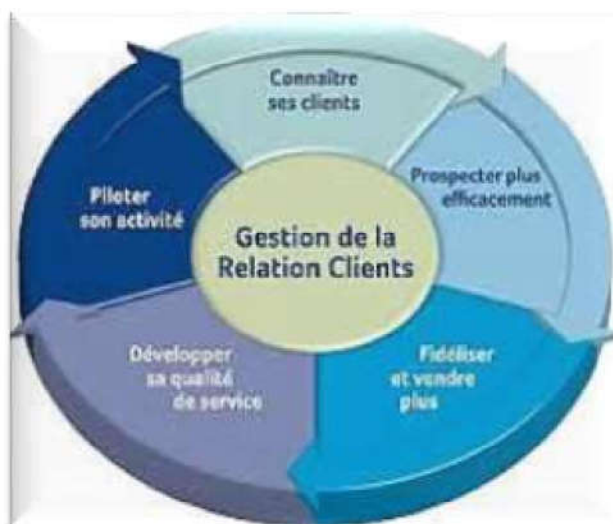 Connaître
ses clients
Prospecter plus
efficacement
Fidéliser
et vendre
plus
Développer
sa qualité
de service
Piloter
son activité
Gestion de la
Relation Clients